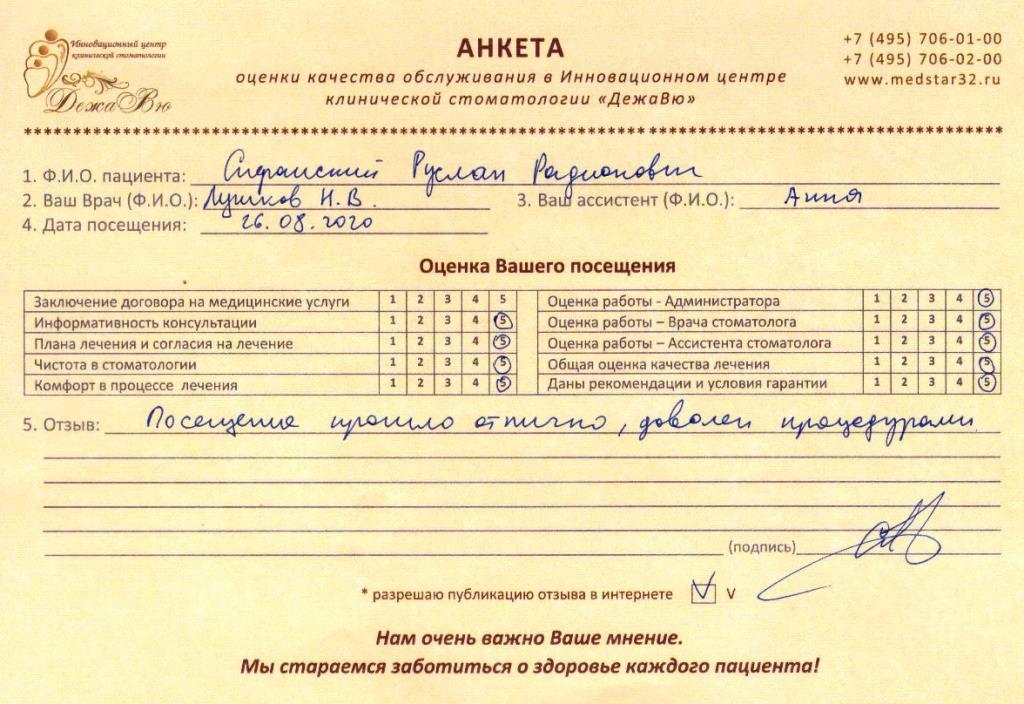 Инновационный центр
клинической стоматологии
ДежаВю
АНКЕТА
оценки качества обслуживания в Инновационном центре
клинической стоматологии «ДежаВю»
+7 (495) 706-01-00
+7 (495) 706-02-00
www.medstar32.ru
1. Ф.И.О. пациента: Сперанский Руслан Радионович
2. Ваш Врач (Ф.И.О.): Лушков Н.В. 3. Ваш ассистент (Ф.И.О.): Анна
4. Дата посещения: 26.08.2020
Оценка Вашего посещения
Заключение договора на медицинские услуги 1 2 3 4 5 Оценка работы - Администратора 1 2 3 4 5
Информативность консультации 1 2 3 4 5 Оценка работы – Врача стоматолога 1 2 3 4 5
Плана лечения и согласия на лечение 1 2 3 4 5 Оценка работы – Ассистента стоматолога 1 2 3 4 5
Чистота в стоматологии 1 2 3 4 5 Общая оценка качества лечения 1 2 3 4 5
Комфорт в процессе лечения 1 2 3 4 5 Даны рекомендации и условия гарантии 1 2 3 4 5
5. Отзыв: Посещение прошло отлично, доволен процедурами
(подпись)
* разрешаю публикацию отзыва в интернете V V
Нам очень важно Ваше мнение.
Мы стараемся заботиться о здоровье каждого пациента!